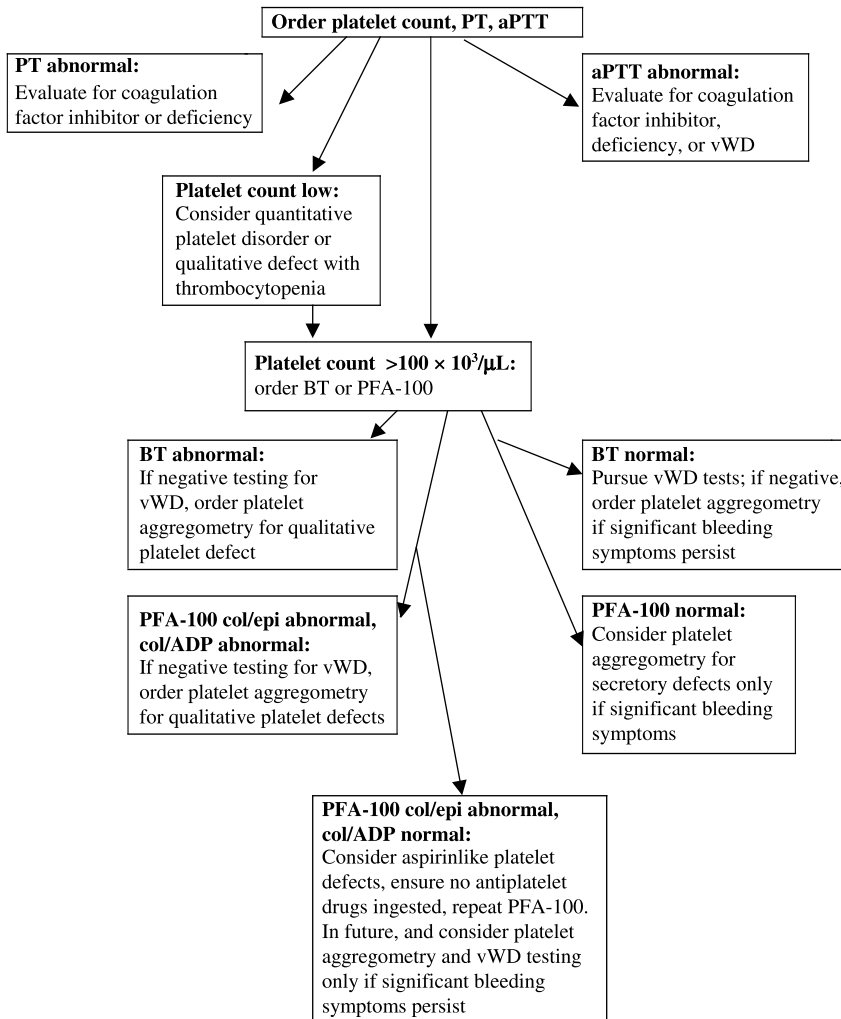 Order platelet count, PT, aPTT
PT abnormal:
Evaluate for coagulation
factor inhibitor or deficiency
aPTT abnormal:
Evaluate for coagulation
factor inhibitor,
deficiency, or vWD
Platelet count low:
Consider quantitative
platelet disorder or
qualitative defect with
thrombocytopenia
Platelet count >100 × 10³/µL:
order BT or PFA-100
BT abnormal:
If negative testing for
vWD, order platelet
aggregometry for qualitative
platelet defect
BT normal:
Pursue vWD tests; if negative,
order platelet aggregometry
if significant bleeding
symptoms persist
PFA-100 col/epi abnormal,
col/ADP abnormal:
If negative testing for vWD,
order platelet aggregometry
for qualitative platelet defects
PFA-100 normal:
Consider platelet
aggregometry for
secretory defects only
if significant bleeding
symptoms
PFA-100 col/epi abnormal,
col/ADP normal:
Consider aspirinlike platelet
defects, ensure no antiplatelet
drugs ingested, repeat PFA-100.
In future, and consider platelet
aggregometry and vWD testing
only if significant bleeding
symptoms persist